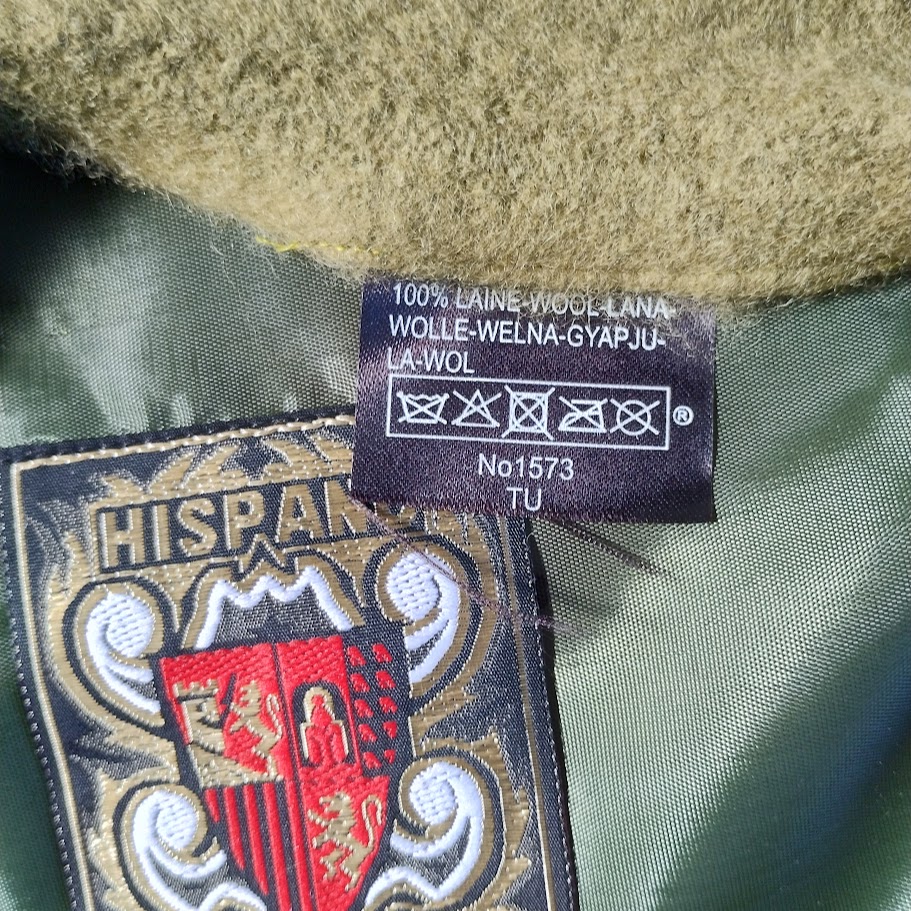 100% LAINE-WOOL-LANA-
WOLLE-WELNA-GYAPJU-
LA-WOL
®
No1573
TU